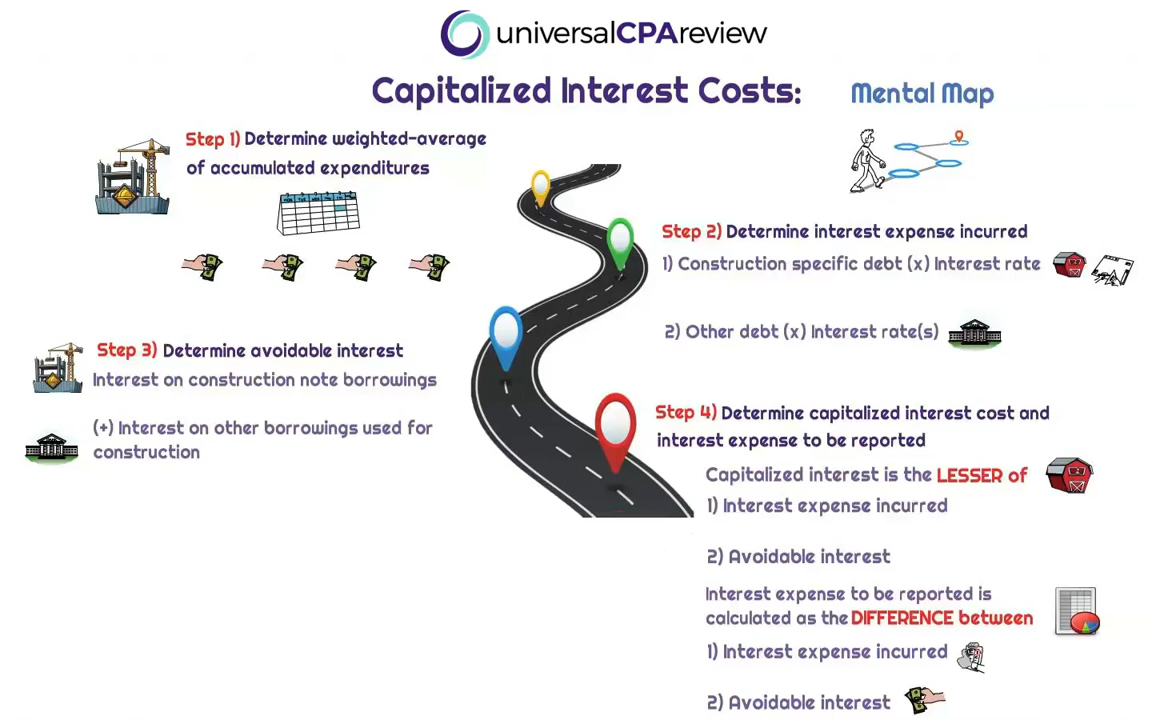 universalCPAreview
Capitalized Interest Costs:
Mental Map
Step 1) Determine weighted-average
of accumulated expenditures
Step 2) Determine interest expense incurred
1) Construction specific debt (x) Interest rate
2) Other debt (x) Interest rate(s)
Step 3) Determine avoidable interest
Interest on construction note borrowings
(+) Interest on other borrowings used for
construction
Step 4) Determine capitalized interest cost and
interest expense to be reported
Capitalized interest is the LESSER of
1) Interest expense incurred
2) Avoidable interest
Interest expense to be reported is
calculated as the DIFFERENCE between
1) Interest expense incurred
2) Avoidable interest